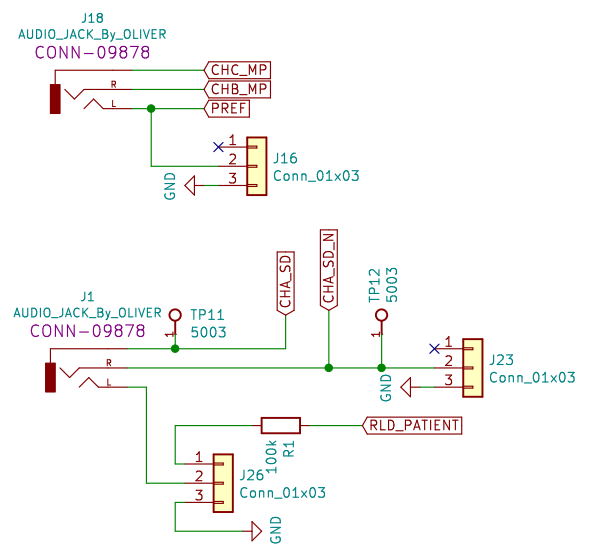 J18
AUDIO_JACK_By_OLIVER
CONN-09878
CHC_MP
R
CHB_MP
L
PREF
1
2
3
J16
Conn_01x03
GND
CHA_SD
CHA_SD_N
J1
AUDIO_JACK_By_OLIVER
CONN-09878
TP11
5003
1
TP12
5003
1
R
L
1
2
3
J23
Conn_01x03
GND
100k
R1
RLD_PATIENT
1
2
3
J26
Conn_01x03
GND